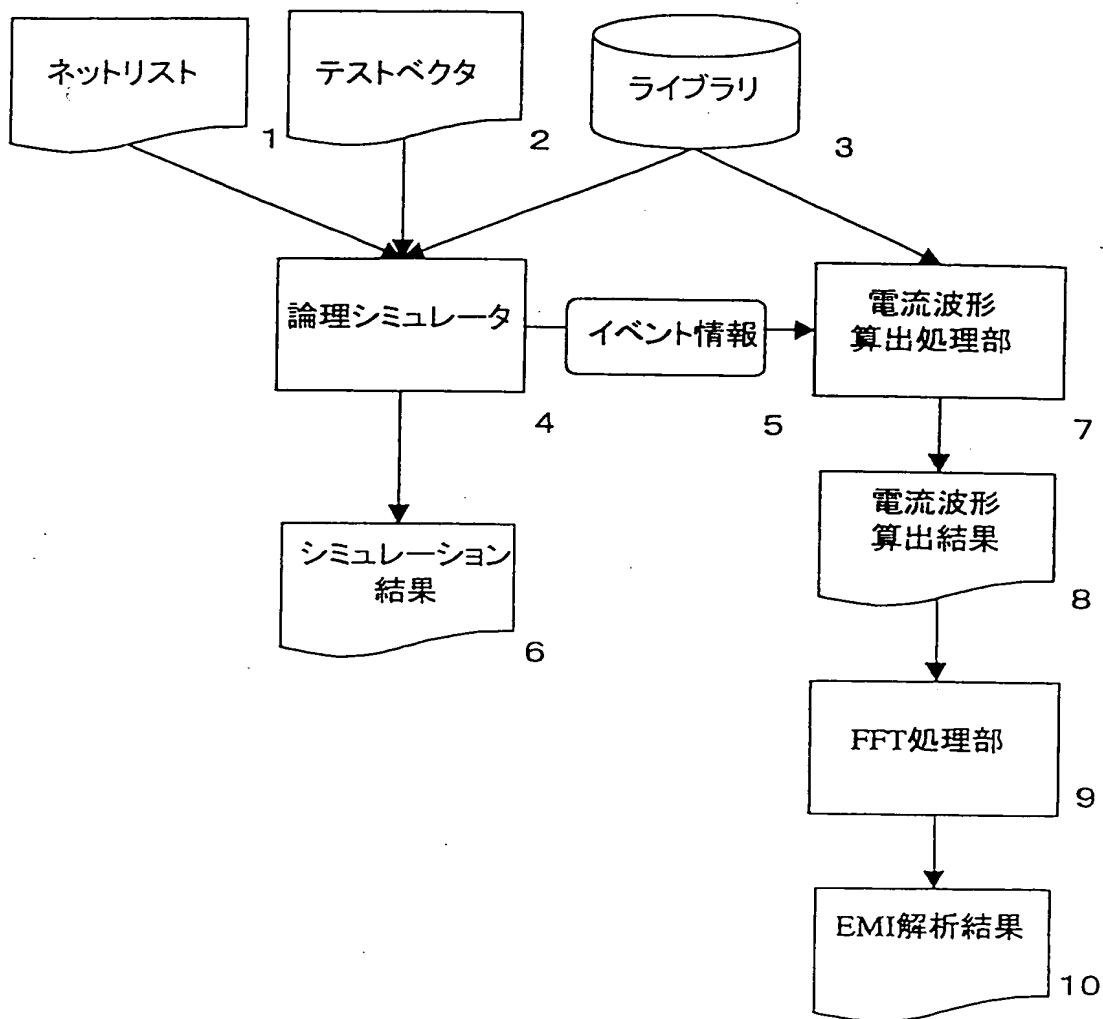 ネットリスト
1
テストベクタ
2
ライブラリ
3
論理シミュレータ
4
イベント情報
5
電流波形
算出処理部
7
シミュレーション
結果
6
電流波形
算出結果
8
FFT処理部
9
EMI解析結果
10